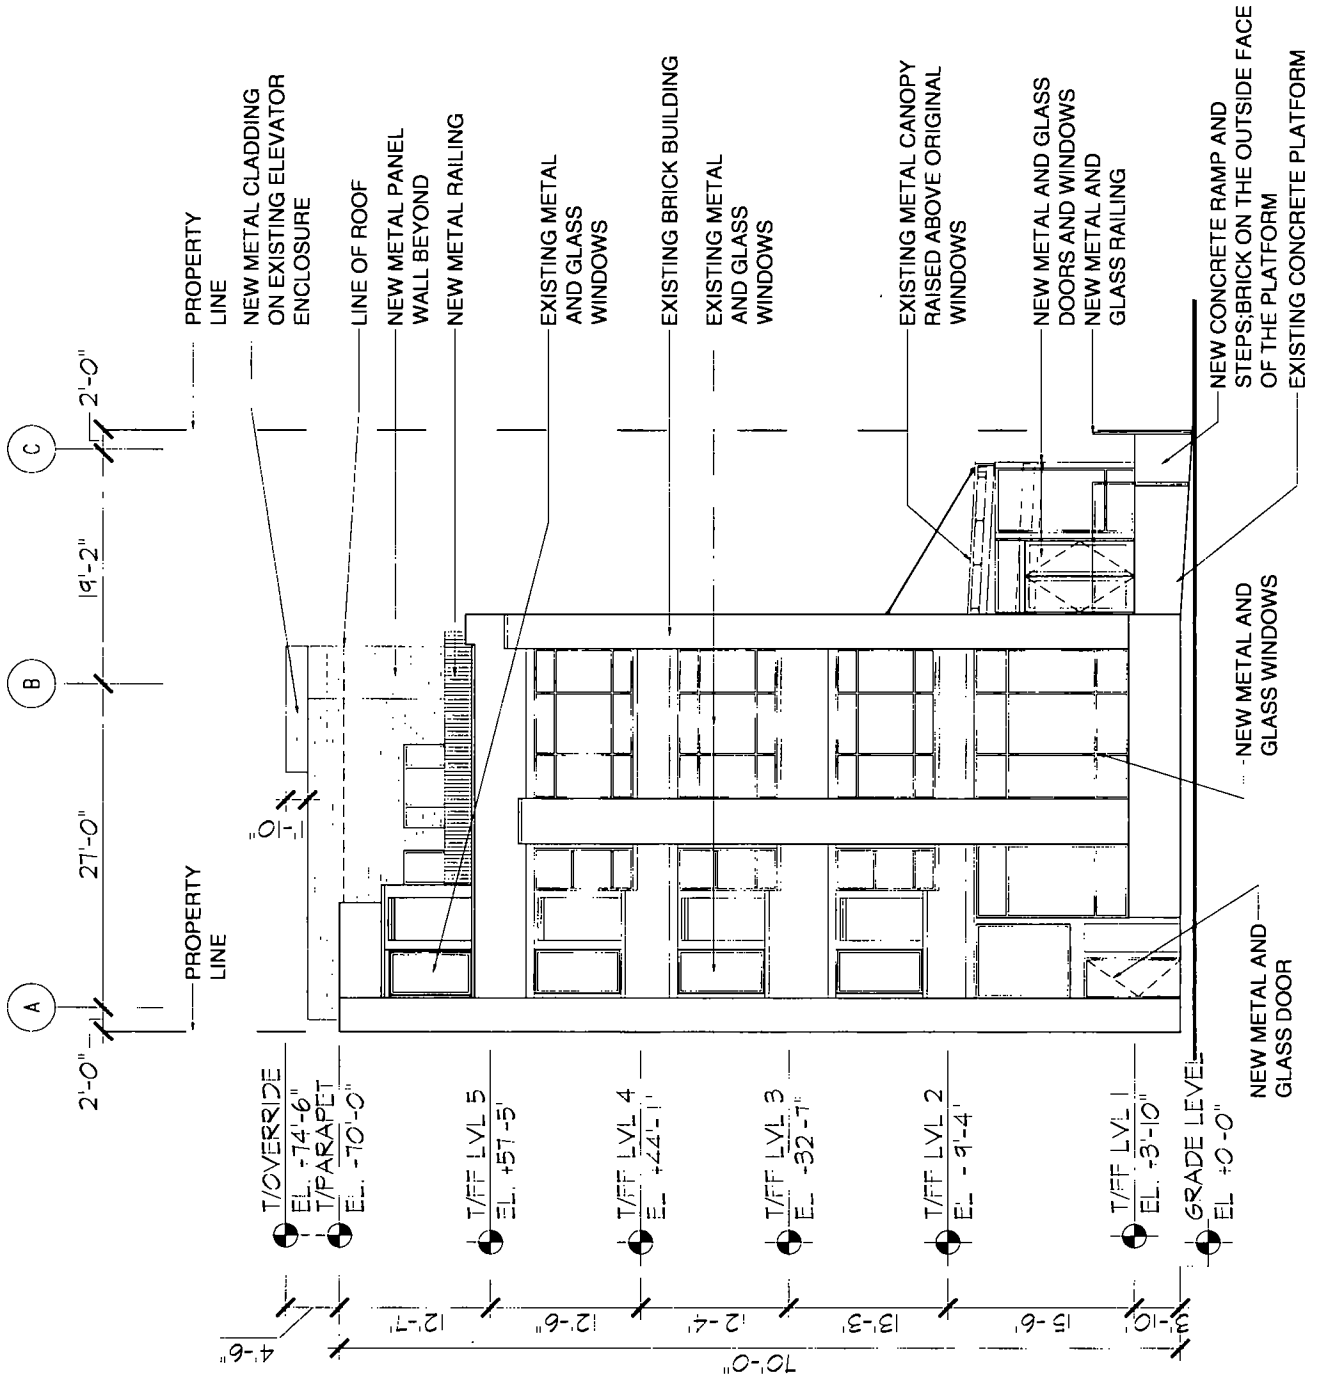 A
B
C
2'-0"
27'-0"
19'-2"
2'-0"
PROPERTY
LINE
PROPERTY
LINE
NEW METAL CLADDING
ON EXISTING ELEVATOR
ENCLOSURE
LINE OF ROOF
NEW METAL PANEL
WALL BEYOND
NEW METAL RAILING
EXISTING METAL
AND GLASS
WINDOWS
EXISTING BRICK BUILDING
EXISTING METAL
AND GLASS
WINDOWS
EXISTING METAL CANOPY
RAISED ABOVE ORIGINAL
WINDOWS
NEW METAL AND GLASS
DOORS AND WINDOWS
NEW METAL AND
GLASS RAILING
NEW CONCRETE RAMP AND
STEPS;BRICK ON THE OUTSIDE FACE
OF THE PLATFORM
EXISTING CONCRETE PLATFORM
NEW METAL AND
GLASS WINDOWS
NEW METAL AND
GLASS DOOR
1'-10"
T/OVERRIDE
EL. -74'-6"
T/PARAPET
EL. -70'-0"
T/FF LVL 5
EL. +57'-5'
T/FF LVL 4
EL +44'-1'
T/FF LVL 3
EL -32'-7"
T/FF LVL 2
EL -9'-4'
T/FF LVL 1
EL. -3'-10"
GRADE LEVEL
EL +0'-0"
4'-6"
12'-7'
12'-6"
12'-4'
13'-3'
15'-6'
3'-10'
70'-0"